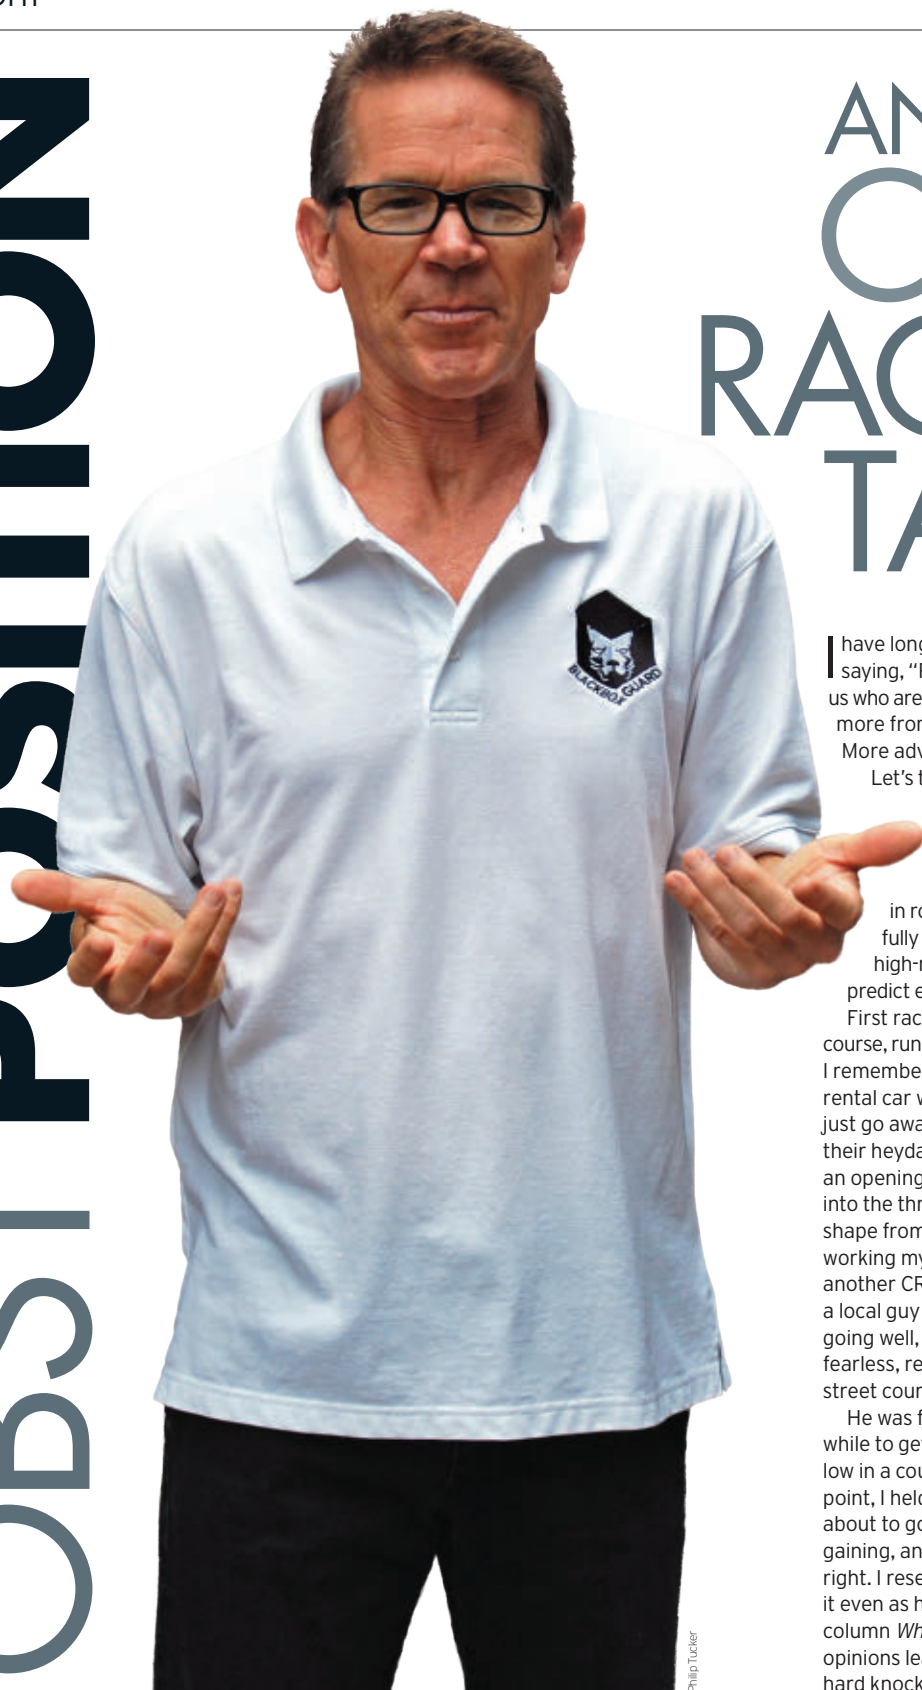 OBST POSITION
AN
RAC
TA
I have long
saying, “
us who are
more from
More adv
Let’s t
in ro
fully
high-
predict e
First rac
course, run
I remembe
rental car w
just go awa
their heyda
an opening
into the thr
shape from
working my
another CR
a local guy
going well,
fearless, re
street cour
He was f
while to ge
low in a cou
point, I held
about to go
gaining, an
right. I rese
it even as h
column Wh
opinions lea
hard knock
BLACKBOX GUARD
Philip Tucker